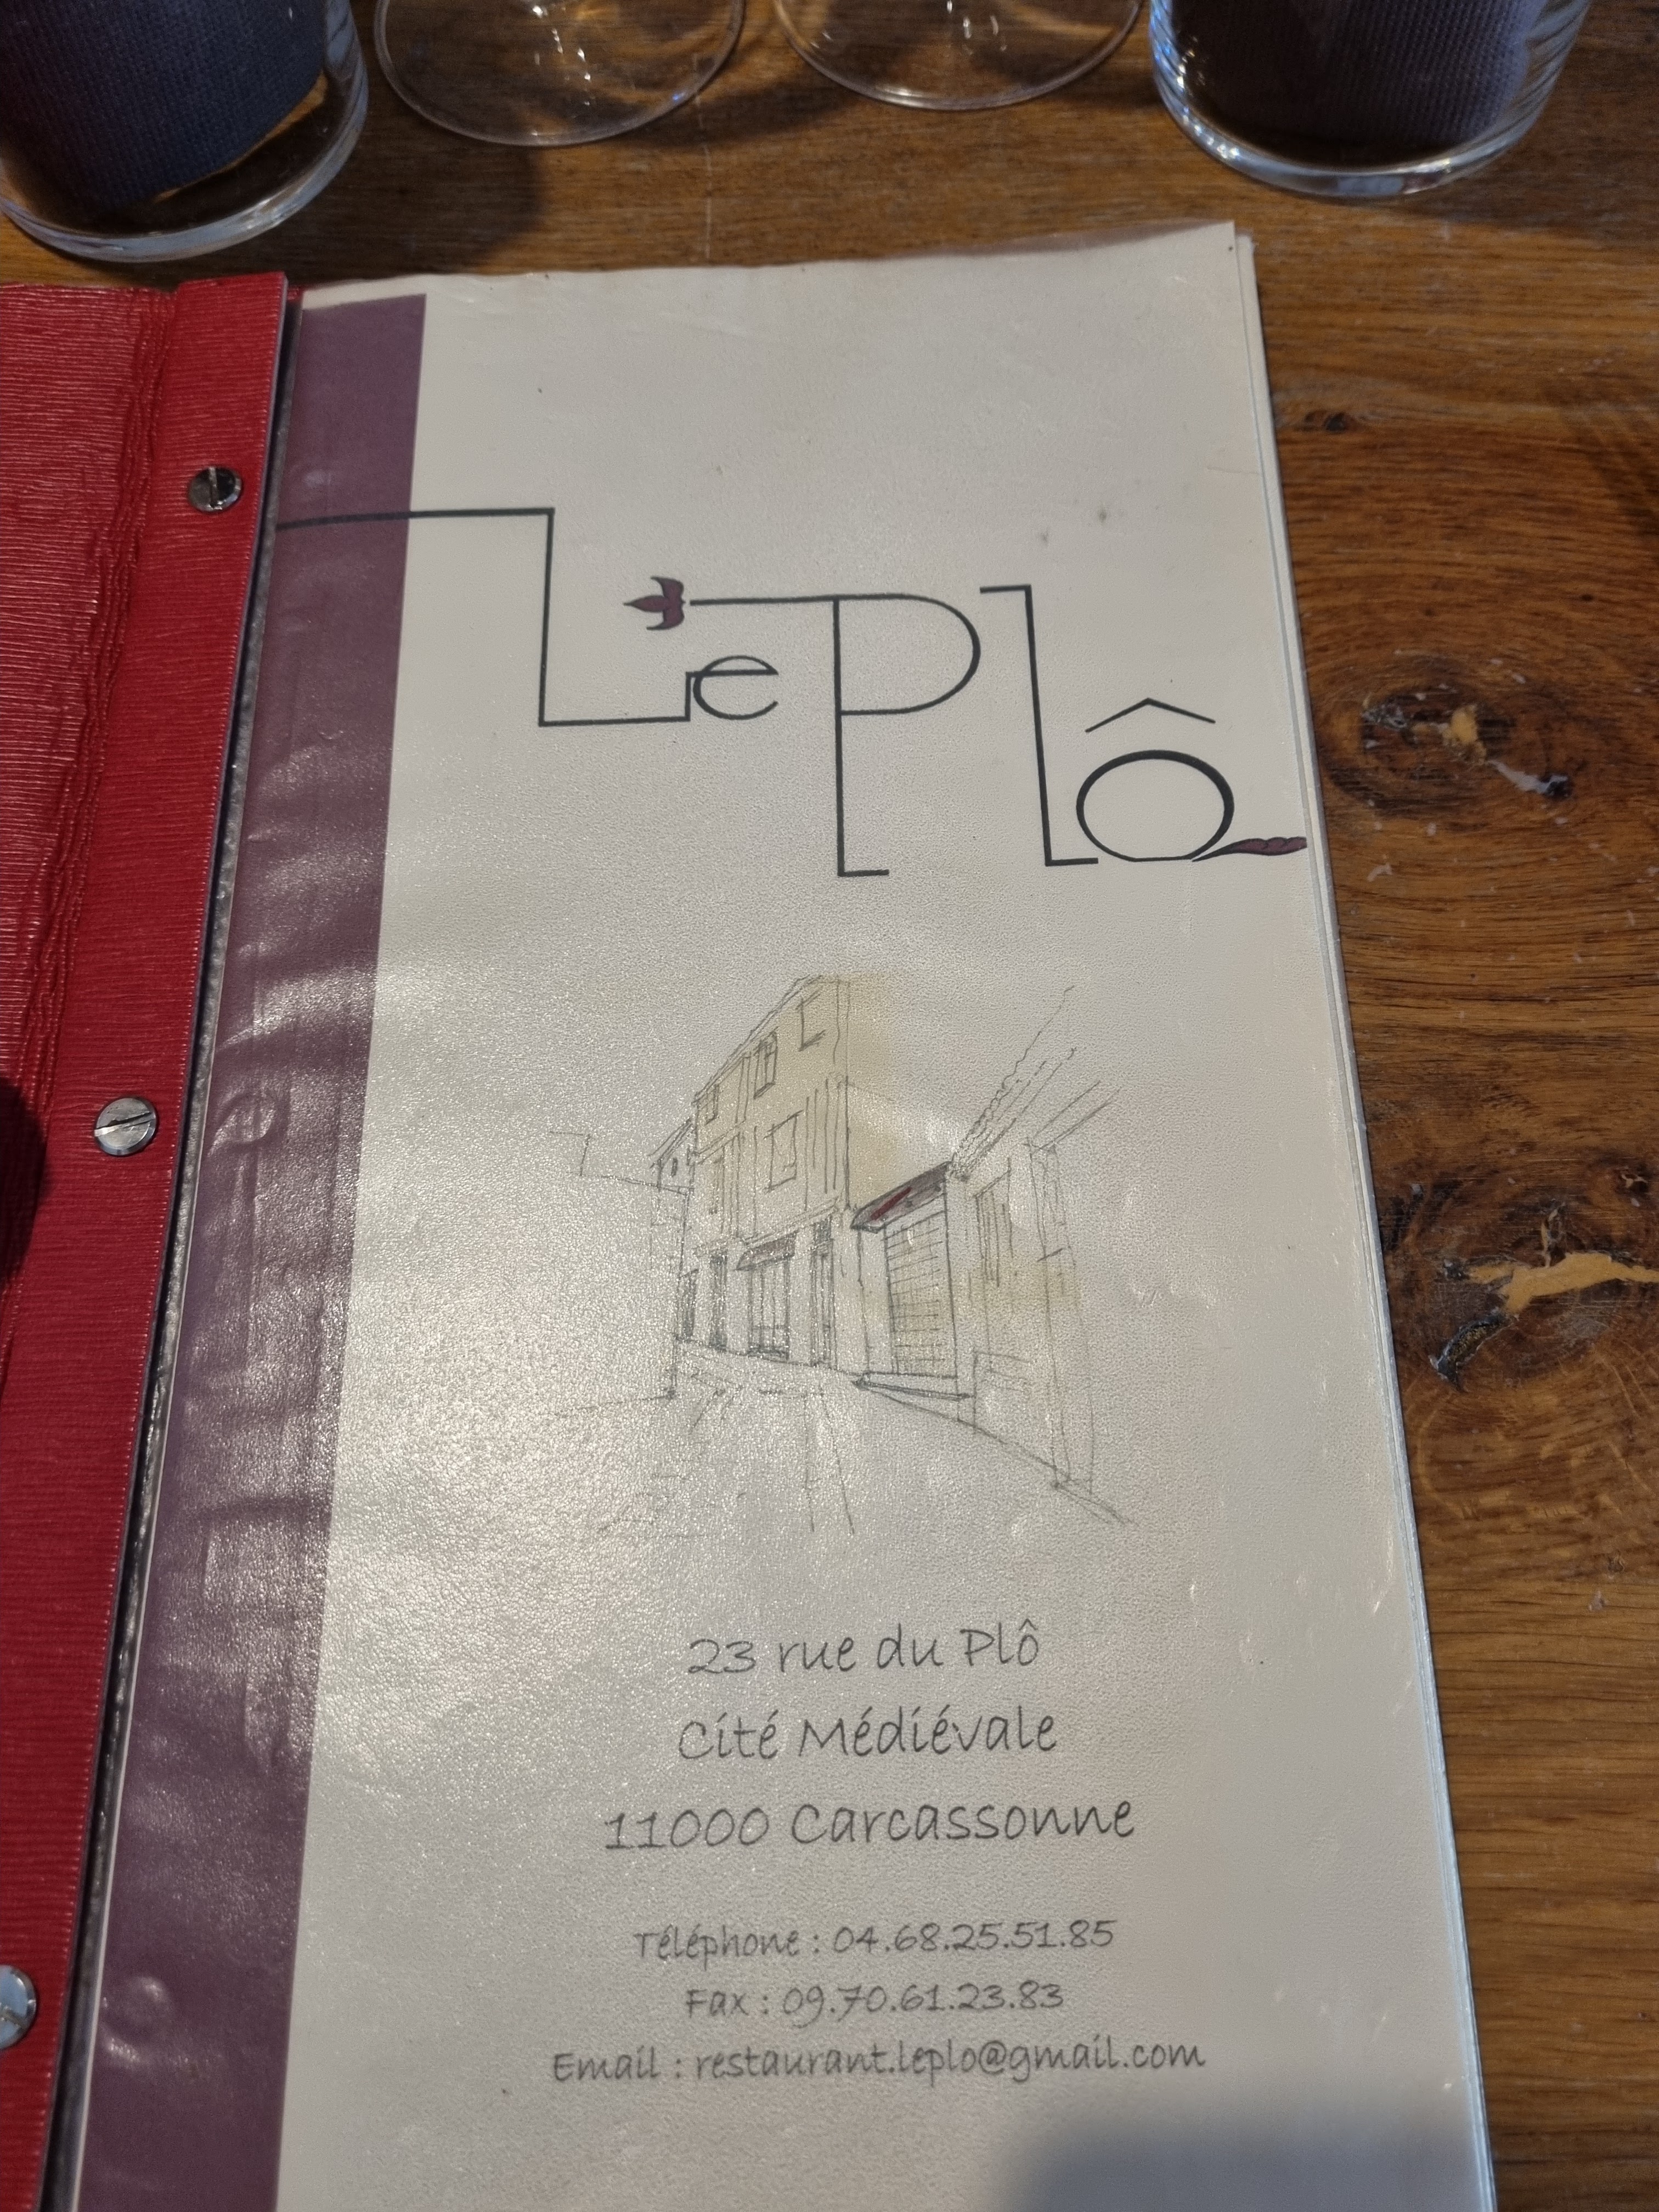 Le Plô
23 rue du Plô
Cité Médiévale
11000 Carcassonne
Téléphone : 04.68.25.51.85
Fax : 09.70.61.23.83
Email : restaurant.leplo@gmail.com